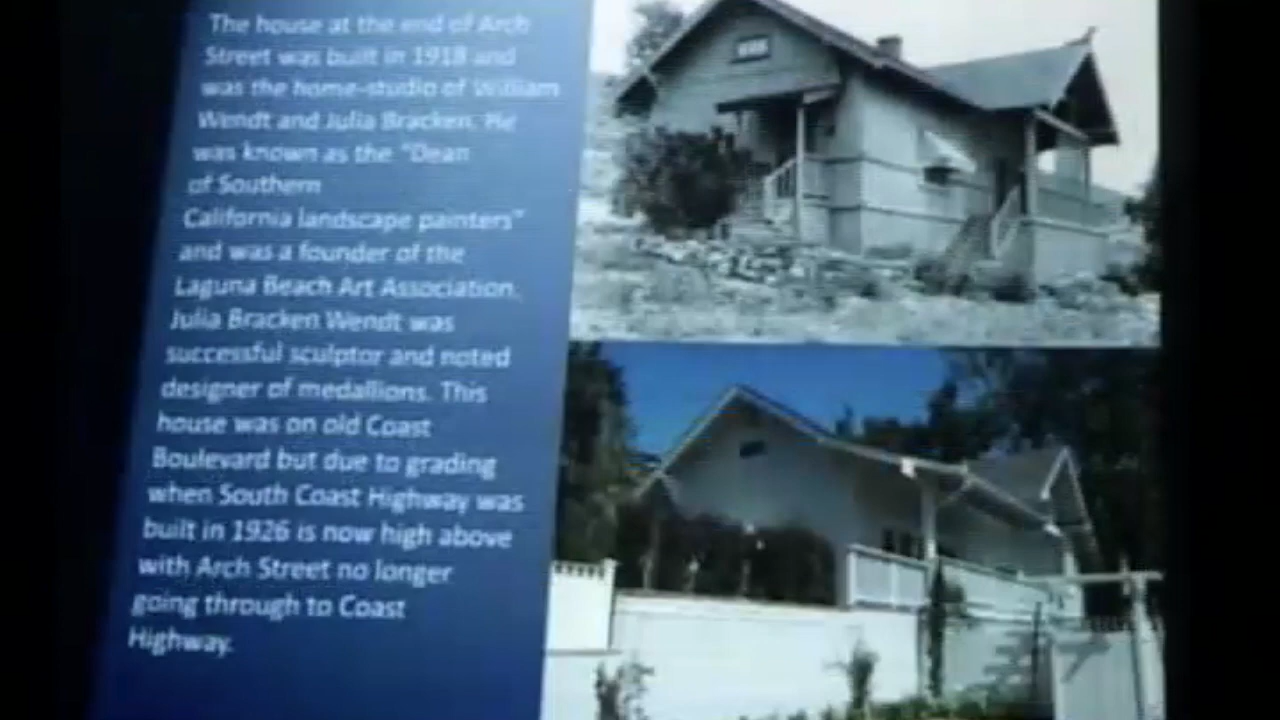 The house at the end of Arch
Street was built in 1918 and
was the home-studio of William
Wendt and Julia Bracken. He
was known as the "Dean
of Southern
California landscape painters"
and was a founder of the
Laguna Beach Art Association.
Julia Bracken Wendt was
successful sculptor and noted
designer of medallions. This
house was on old Coast
Boulevard but due to grading
when South Coast Highway was
built in 1926 is now high above
with Arch Street no longer
going through to Coast
Highway.